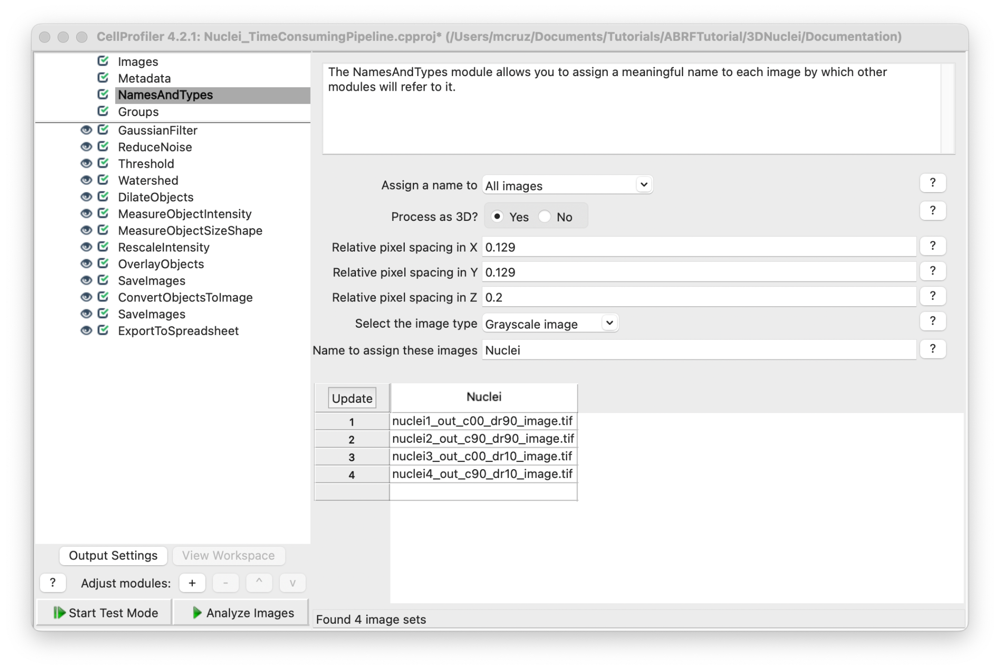 CellProfiler 4.2.1: Nuclei_TimeConsumingPipeline.cpproj* (/Users/mcruz/Documents/Tutorials/ABRFTutorial/3DNuclei/Documentation)
Images
Metadata
NamesAndTypes
Groups
GaussianFilter
ReduceNoise
Threshold
Watershed
DilateObjects
MeasureObjectIntensity
MeasureObjectSizeShape
RescaleIntensity
OverlayObjects
SaveImages
ConvertObjectsToImage
SaveImages
ExportToSpreadsheet
Output Settings View Workspace
? Adjust modules: + - ^ v
Start Test Mode Analyze Images
The NamesAndTypes module allows you to assign a meaningful name to each image by which other
modules will refer to it.
Assign a name to All images ?
Process as 3D? Yes No ?
Relative pixel spacing in X 0.129 ?
Relative pixel spacing in Y 0.129 ?
Relative pixel spacing in Z 0.2 ?
Select the image type Grayscale image ?
Name to assign these images Nuclei ?
Update Nuclei
1 nuclei1_out_c00_dr90_image.tif
2 nuclei2_out_c90_dr90_image.tif
3 nuclei3_out_c00_dr10_image.tif
4 nuclei4_out_c90_dr10_image.tif
Found 4 image sets